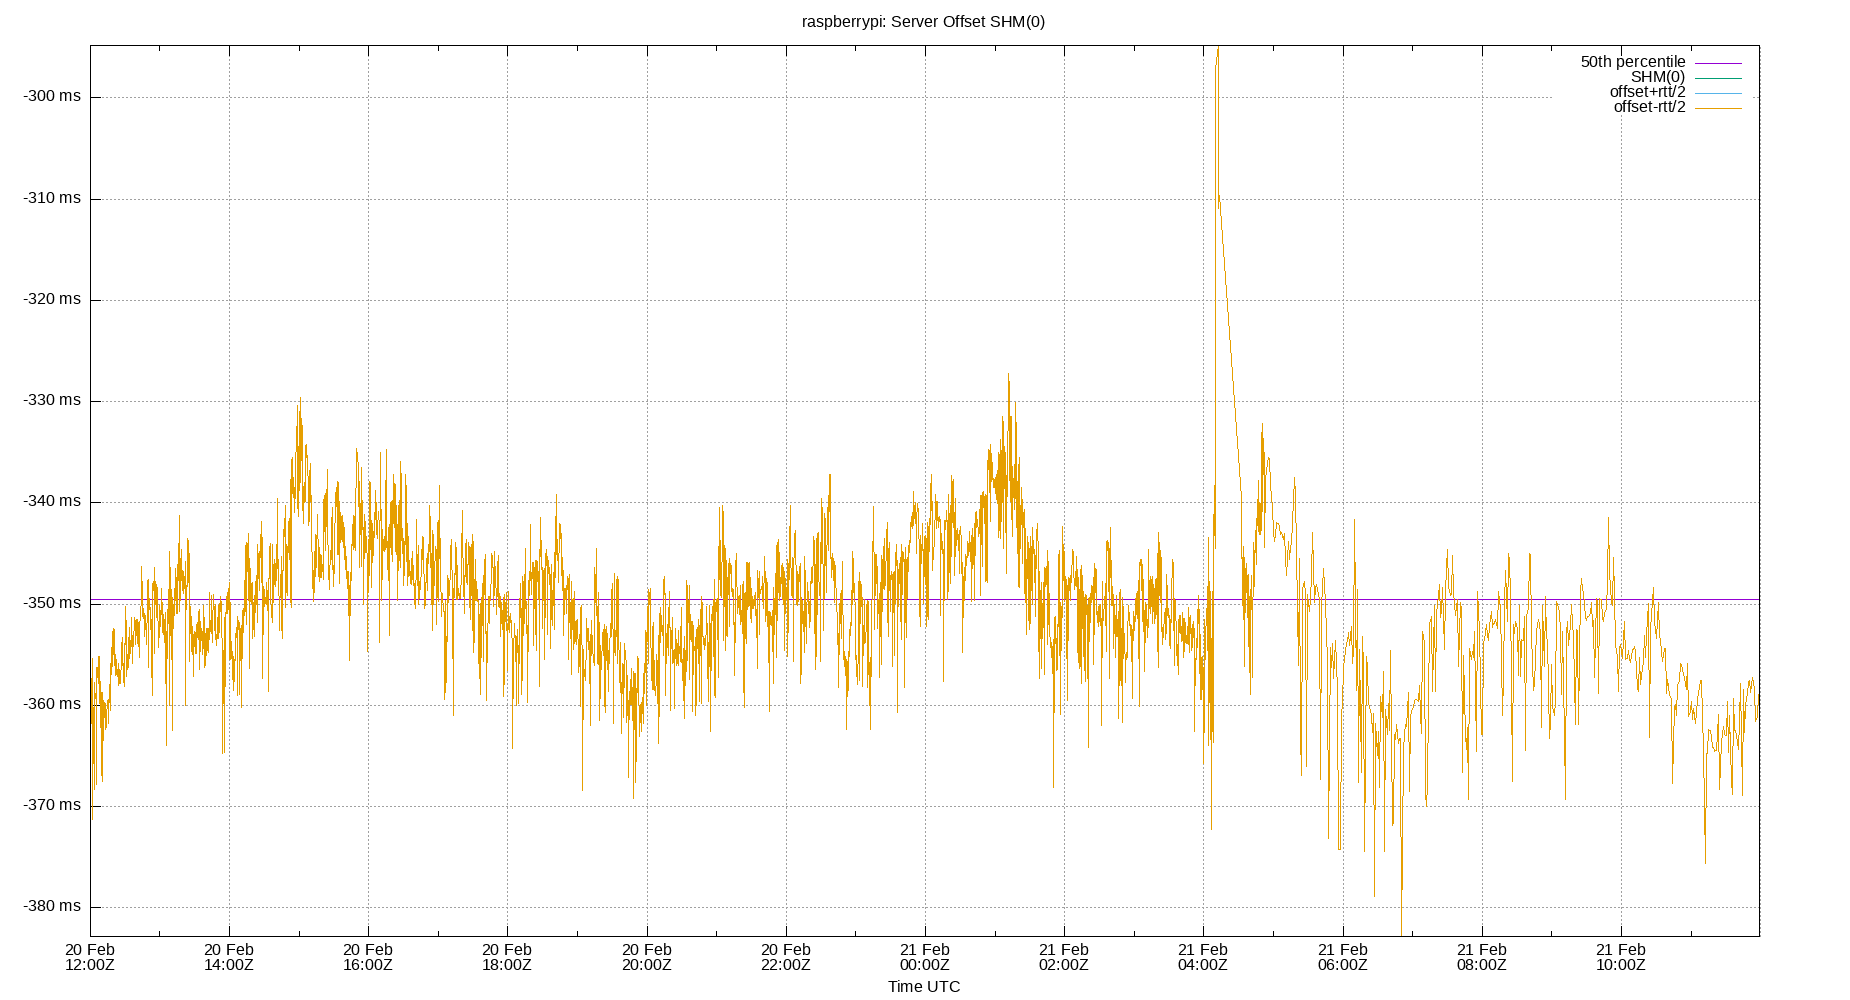 raspberrypi: Server Offset SHM(0)
50th percentile
SHM(0)
offset+rtt/2
offset-rtt/2
-300 ms
-310 ms
-320 ms
-330 ms
-340 ms
-350 ms
-360 ms
-370 ms
-380 ms
20 Feb 20 Feb 20 Feb 20 Feb 20 Feb 20 Feb 21 Feb 21 Feb 21 Feb 21 Feb 21 Feb 21 Feb
12:00Z 14:00Z 16:00Z 18:00Z 20:00Z 22:00Z 00:00Z 02:00Z 04:00Z 06:00Z 08:00Z 10:00Z
Time UTC